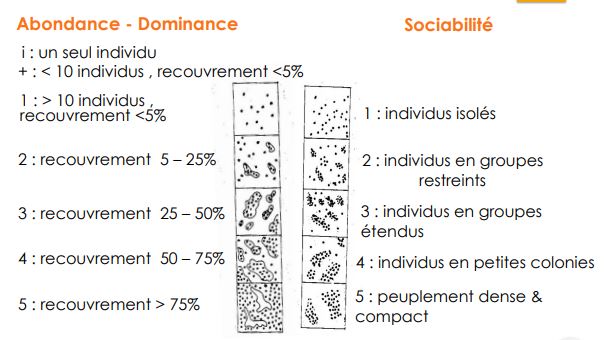 Abondance - Dominance
i : un seul individu
+ : < 10 individus , recouvrement <5%
1 : > 10 individus ,
recouvrement <5%
2 : recouvrement 5 – 25%
3 : recouvrement 25 – 50%
4 : recouvrement 50 – 75%
5 : recouvrement > 75%
Sociabilité
1 : individus isolés
2 : individus en groupes
restreints
3 : individus en groupes
étendus
4 : individus en petites colonies
5 : peuplement dense &
compact